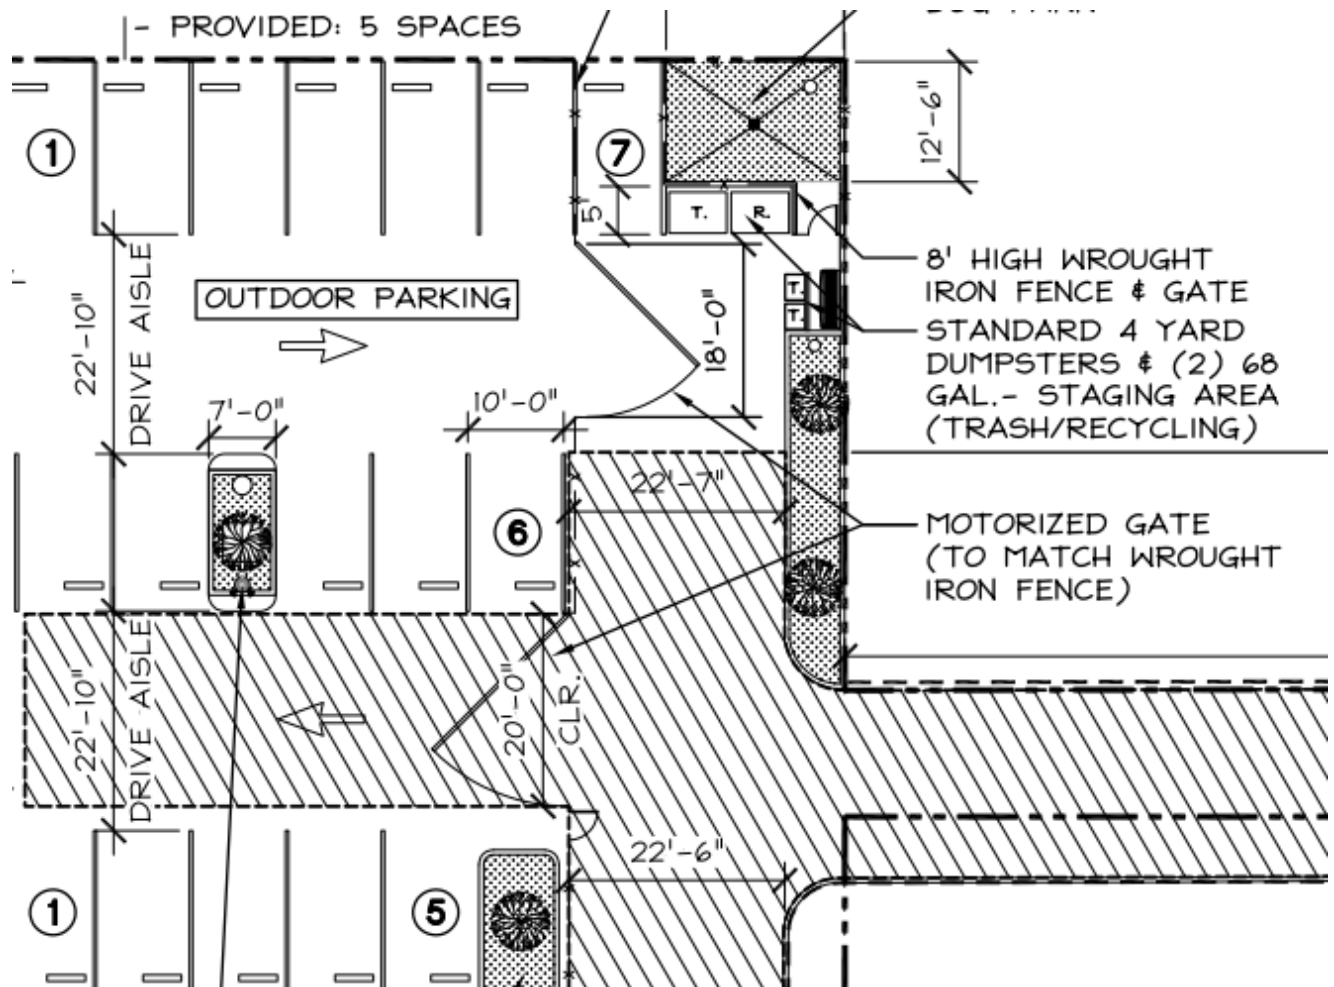 - PROVIDED: 5 SPACES
12'-6"
1
7
5'
T.
R.
8' HIGH WROUGHT
IRON FENCE & GATE
OUTDOOR PARKING
T.
T.
STANDARD 4 YARD
DUMPSTERS & (2) 68
GAL.- STAGING AREA
(TRASH/RECYCLING)
22'-10"
DRIVE AISLE
18'-0"
7'-0"
10'-0"
22'-7"
6
MOTORIZED GATE
(TO MATCH WROUGHT
IRON FENCE)
22'-10"
DRIVE AISLE
20'-0"
CLR.
22'-6"
1
5